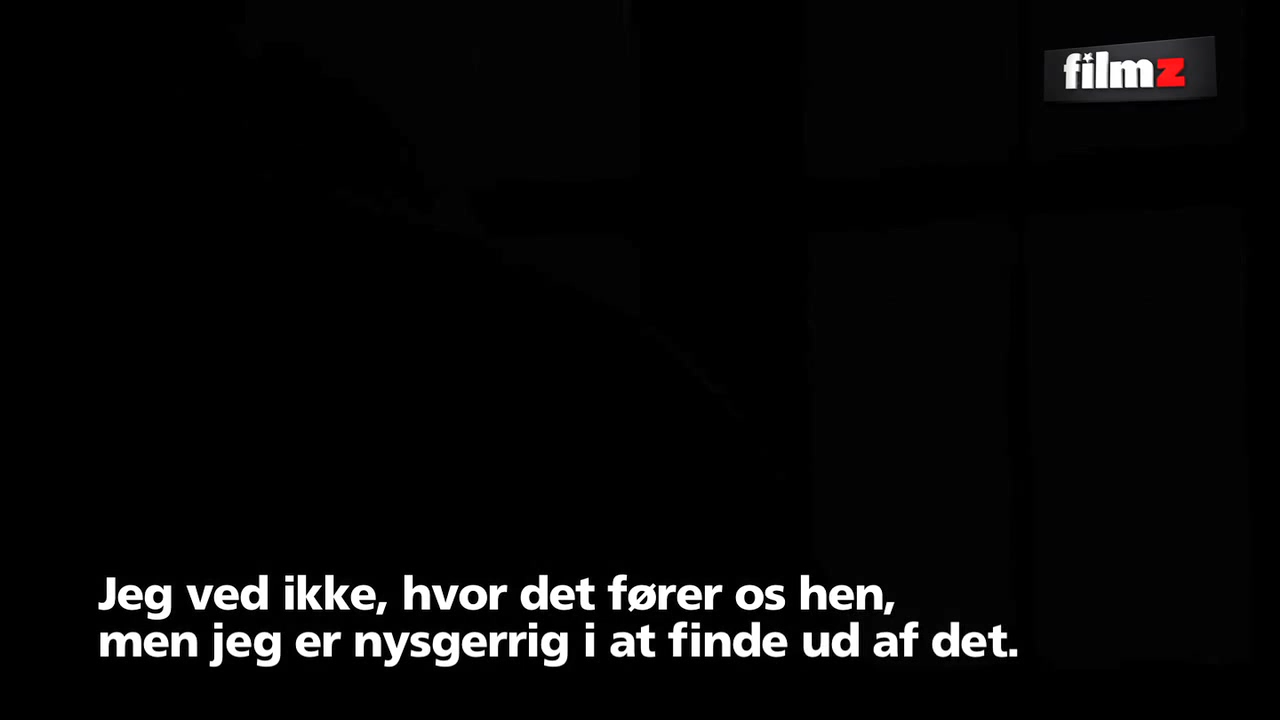 filmz
Jeg ved ikke, hvor det fører os hen,
men jeg er nysgerrig i at finde ud af det.